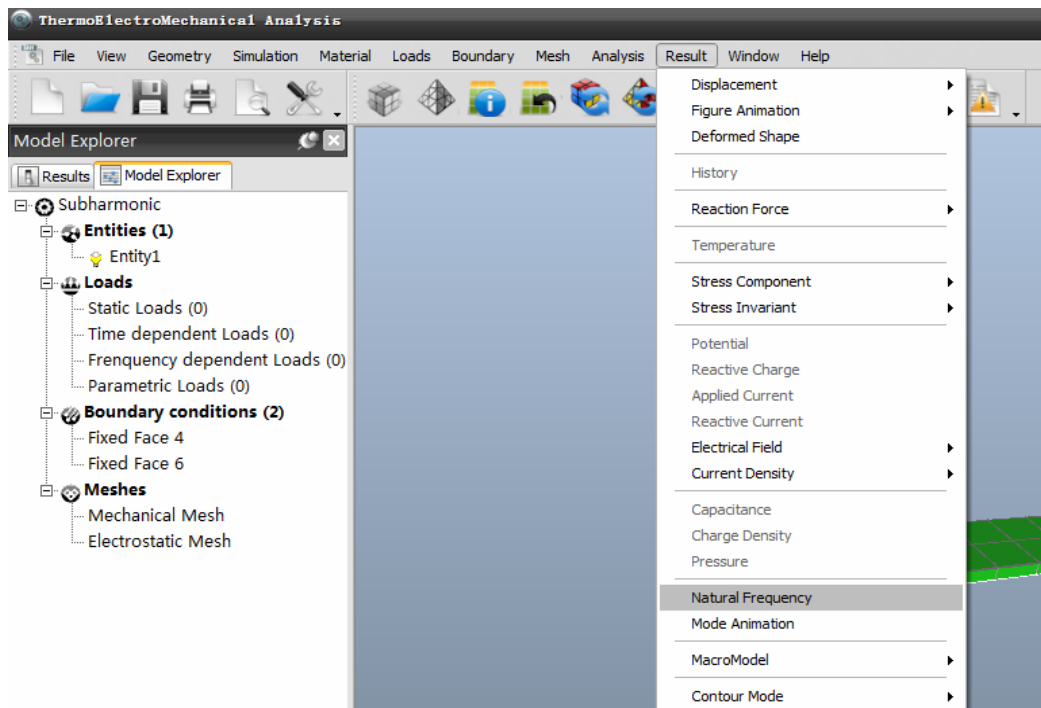 ThermoElectroMechanical Analysis
File View Geometry Simulation Material Loads Boundary Mesh Analysis Result Window Help
Model Explorer
Results Model Explorer
Subharmonic
Entities (1)
Entity1
Loads
Static Loads (0)
Time dependent Loads (0)
Frenquency dependent Loads (0)
Parametric Loads (0)
Boundary conditions (2)
Fixed Face 4
Fixed Face 6
Meshes
Mechanical Mesh
Electrostatic Mesh
Displacement
Figure Animation
Deformed Shape
History
Reaction Force
Temperature
Stress Component
Stress Invariant
Potential
Reactive Charge
Applied Current
Reactive Current
Electrical Field
Current Density
Capacitance
Charge Density
Pressure
Natural Frequency
Mode Animation
MacroModel
Contour Mode